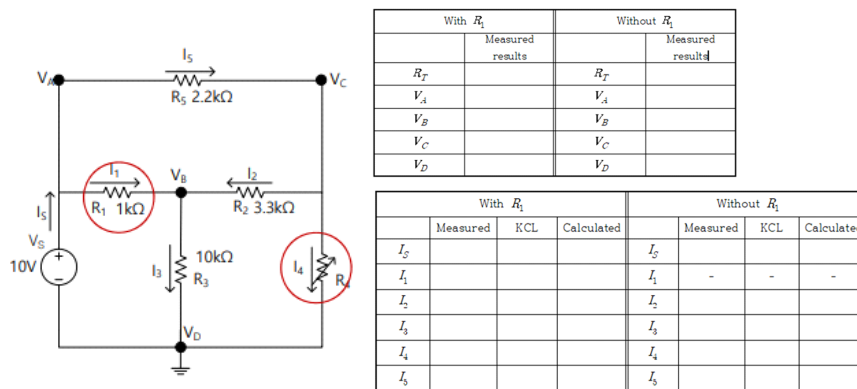 I5
VA
VC
R5 2.2kΩ
I1
VB
I2
R1 1kΩ
R2 3.3kΩ
IS
VS
10V
+
−
I3
10kΩ
R3
I4
VD
With R1 Without R1
Measured results Measured results
RT RT
VA VA
VB VB
VC VC
VD VD
With R1 Without R1
Measured KCL Calculated Measured KCL Calculated
IS IS
I1 I1 - - -
I2 I2
I3 I3
I4 I4
I5 I5